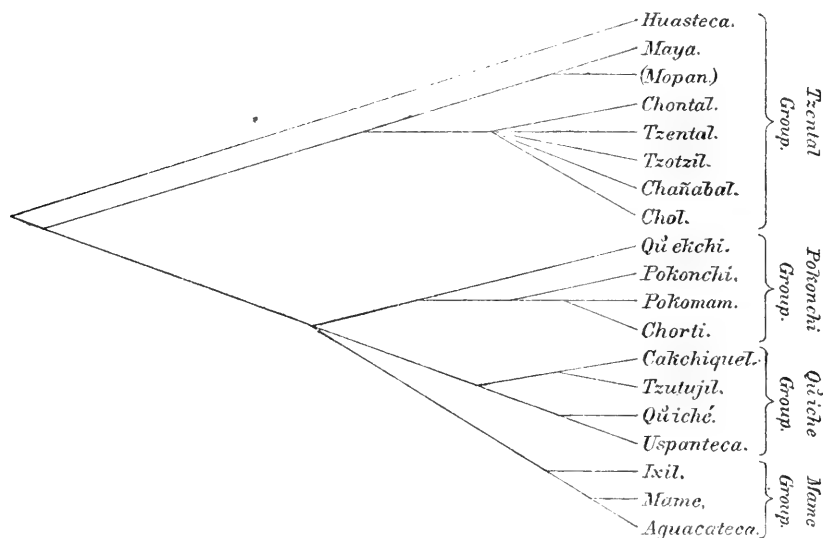 Huasteca.
Maya.
(Mopan)
Chontal.
Tzental.
Tzotzil.
Chañabal.
Chol.
Tzental
Group.
Qu̓ekchi.
Pokonchi.
Pokomam.
Chorti.
Pokonchi
Group.
Cakchiquel.
Tzutujil.
Qu̓iché.
Uspanteca.
Qu̓iche
Group.
Ixil.
Mame.
Aquacateca.
Mame
Group.